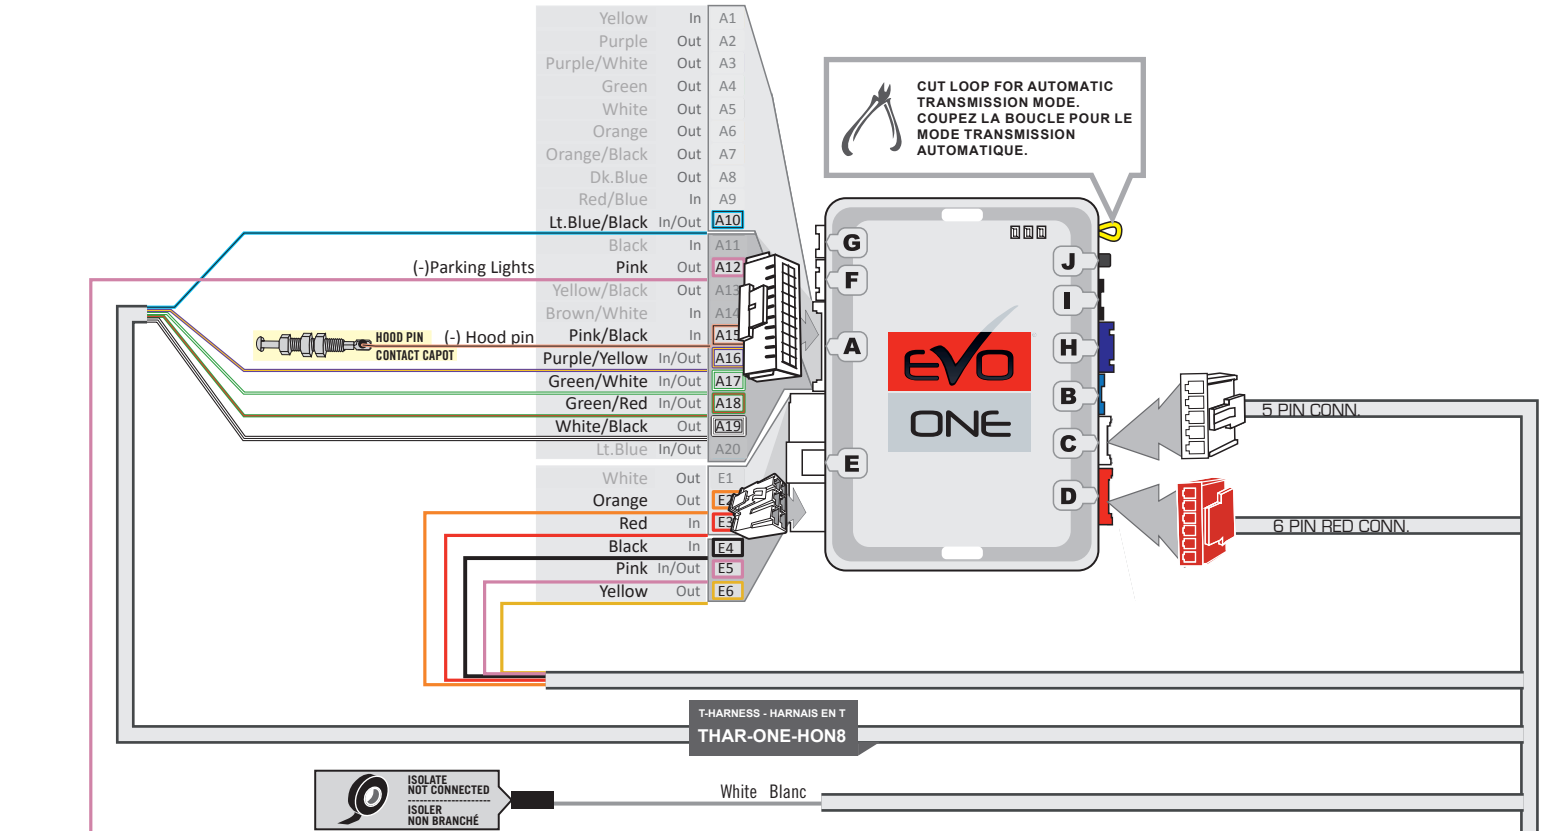 Yellow In A1
Purple Out A2
Purple/White Out A3
Green Out A4
White Out A5
Orange Out A6
Orange/Black Out A7
Dk.Blue Out A8
Red/Blue In A9
Lt.Blue/Black In/Out A10
Black In A11
(-)Parking Lights Pink Out A12
Yellow/Black Out A13
Brown/White In A14
HOOD PIN
CONTACT CAPOT
(-) Hood pin Pink/Black In A15
Purple/Yellow In/Out A16
Green/White In/Out A17
Green/Red In/Out A18
White/Black Out A19
Lt.Blue In/Out A20
White Out E1
Orange Out E2
Red In E3
Black In E4
Pink In/Out E5
Yellow Out E6
CUT LOOP FOR AUTOMATIC
TRANSMISSION MODE.
COUPEZ LA BOUCLE POUR LE
MODE TRANSMISSION
AUTOMATIQUE.
G
F
A
E
J
I
H
B
C
D
EVO
ONE
5 PIN CONN.
6 PIN RED CONN.
T-HARNESS - HARNAIS EN T
THAR-ONE-HON8
ISOLATE
NOT CONNECTED
ISOLER
NON BRANCHÉ
White Blanc